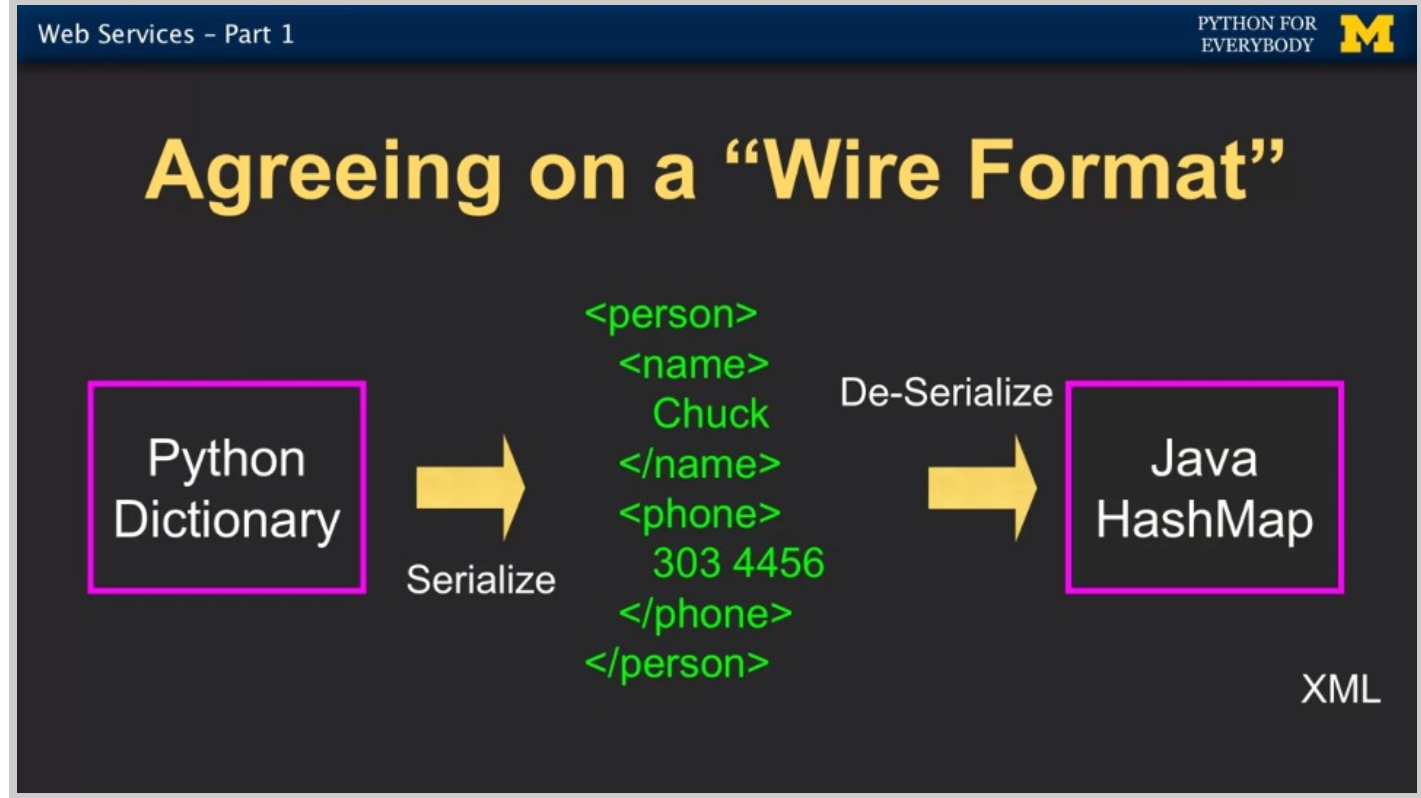 Web Services – Part 1
PYTHON FOR
EVERYBODY
M
Agreeing on a “Wire Format”
Python
Dictionary
Serialize
<person>
<name>
Chuck
</name>
<phone>
303 4456
</phone>
</person>
De-Serialize
Java
HashMap
XML